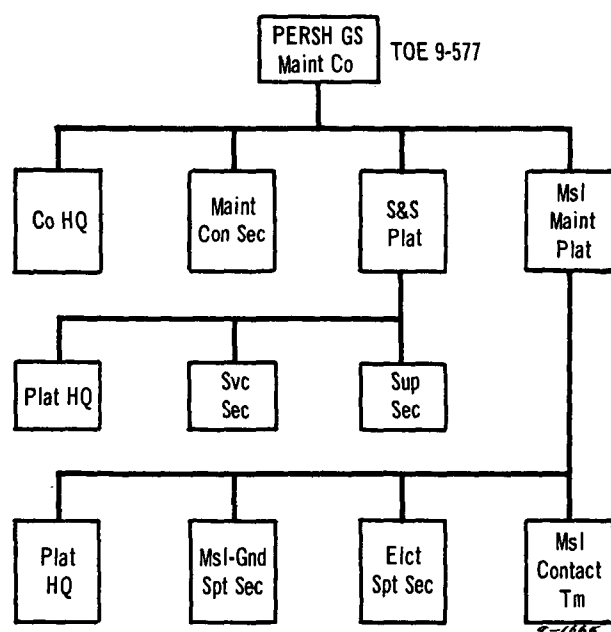 PERSH GS
Maint Co
TOE 9-577
Co HQ
Maint
Con Sec
S&S
Plat
Msl
Maint
Plat
Plat HQ
Svc
Sec
Sup
Sec
Plat
HQ
Msl-Gnd
Spt Sec
Elct
Spt Sec
Msl
Contact
Tm